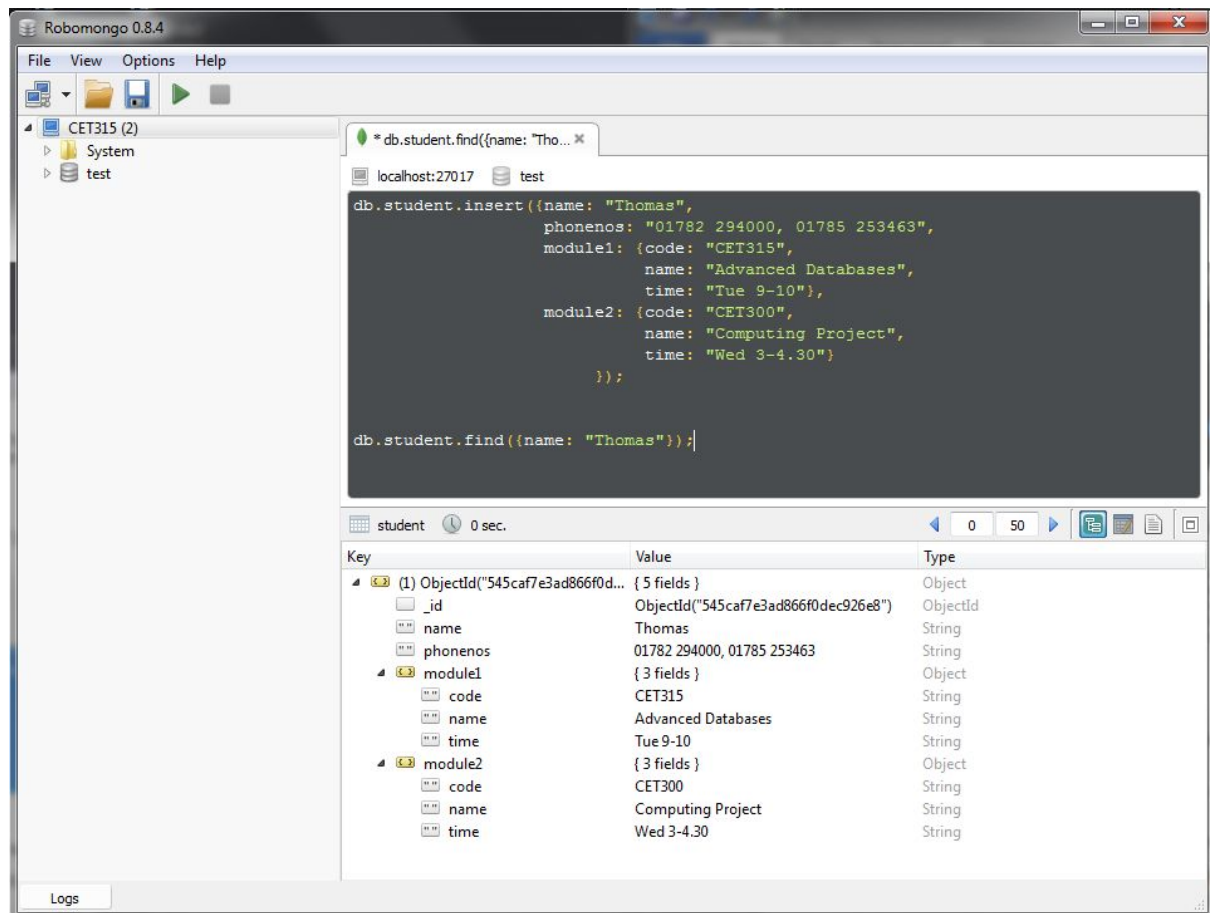 Robomongo 0.8.4
File View Options Help
CET315 (2)
System
test
* db.student.find({name: "Tho...
localhost:27017 test
db.student.insert({name: "Thomas",
phonenos: "01782 294000, 01785 253463",
module1: {code: "CET315",
name: "Advanced Databases",
time: "Tue 9-10"},
module2: {code: "CET300",
name: "Computing Project",
time: "Wed 3-4.30"}
});
db.student.find({name: "Thomas"});
student 0 sec. 0 50
Key Value Type
(1) ObjectId("545caf7e3ad866f0d... { 5 fields } Object
_id ObjectId("545caf7e3ad866f0dec926e8") ObjectId
name Thomas String
phonenos 01782 294000, 01785 253463 String
module1 { 3 fields } Object
code CET315 String
name Advanced Databases String
time Tue 9-10 String
module2 { 3 fields } Object
code CET300 String
name Computing Project String
time Wed 3-4.30 String
Logs